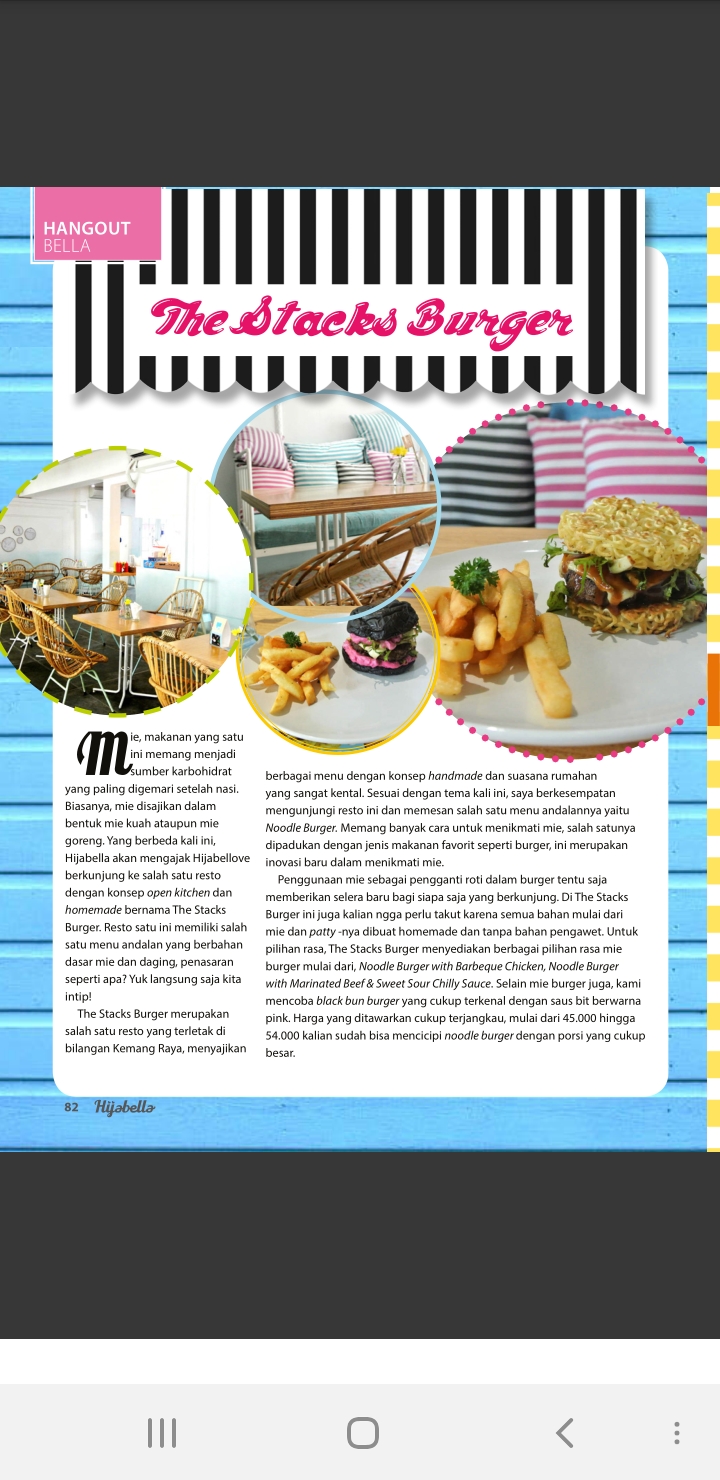 HANGOUT
BELLA
The Stacks Burger
Mie, makanan yang satu
ini memang menjadi
sumber karbohidrat
yang paling digemari setelah nasi.
Biasanya, mie disajikan dalam
bentuk mie kuah ataupun mie
goreng. Yang berbeda kali ini,
Hijabella akan mengajak Hijabellove
berkunjung ke salah satu resto
dengan konsep open kitchen dan
homemade bernama The Stacks
Burger. Resto satu ini memiliki salah
satu menu andalan yang berbahan
dasar mie dan daging, penasaran
seperti apa? Yuk langsung saja kita
intip!
The Stacks Burger merupakan
salah satu resto yang terletak di
bilangan Kemang Raya, menyajikan
berbagai menu dengan konsep handmade dan suasana rumahan
yang sangat kental. Sesuai dengan tema kali ini, saya berkesempatan
mengunjungi resto ini dan memesan salah satu menu andalannya yaitu
Noodle Burger. Memang banyak cara untuk menikmati mie, salah satunya
dipadukan dengan jenis makanan favorit seperti burger, ini merupakan
inovasi baru dalam menikmati mie.
Penggunaan mie sebagai pengganti roti dalam burger tentu saja
memberikan selera baru bagi siapa saja yang berkunjung. Di The Stacks
Burger ini juga kalian ngga perlu takut karena semua bahan mulai dari
mie dan patty -nya dibuat homemade dan tanpa bahan pengawet. Untuk
pilihan rasa, The Stacks Burger menyediakan berbagai pilihan rasa mie
burger mulai dari, Noodle Burger with Barbeque Chicken, Noodle Burger
with Marinated Beef & Sweet Sour Chilly Sauce. Selain mie burger juga, kami
mencoba black bun burger yang cukup terkenal dengan saus bit berwarna
pink. Harga yang ditawarkan cukup terjangkau, mulai dari 45.000 hingga
54.000 kalian sudah bisa mencicipi noodle burger dengan porsi yang cukup
besar.
82 Hijabella